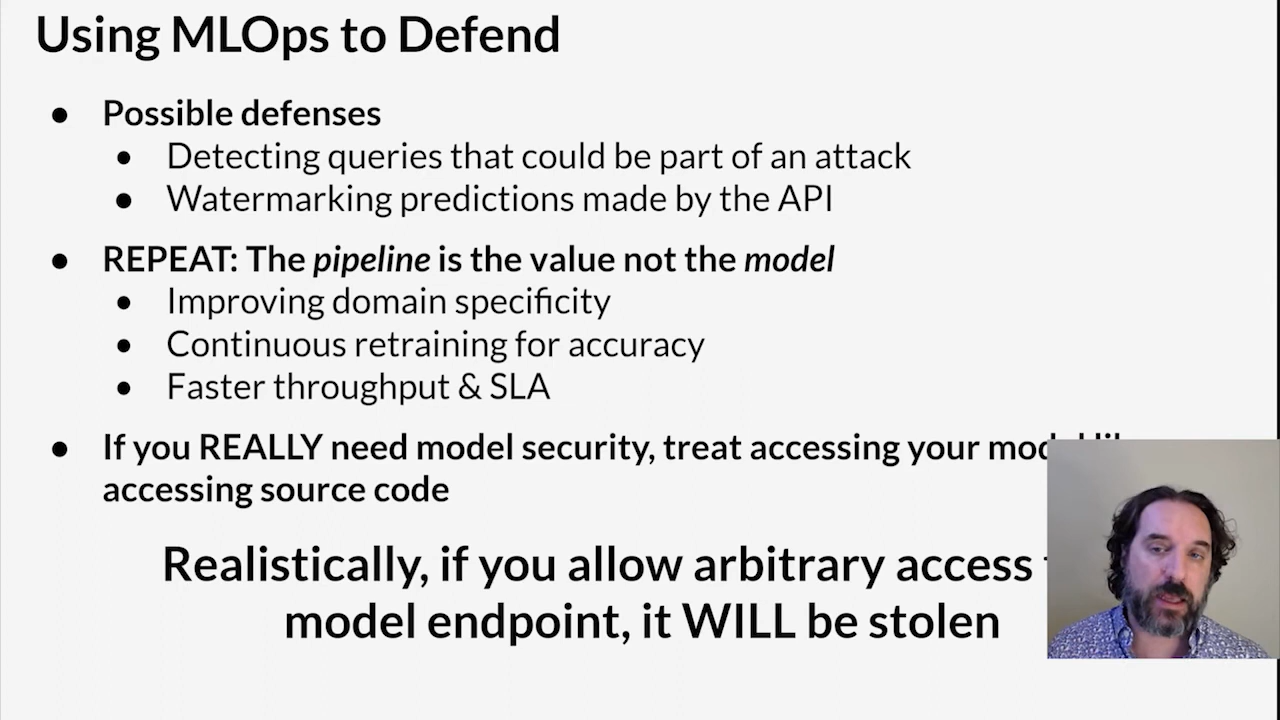 Using MLOps to Defend
● Possible defenses
● Detecting queries that could be part of an attack
● Watermarking predictions made by the API
● REPEAT: The pipeline is the value not the model
● Improving domain specificity
● Continuous retraining for accuracy
● Faster throughput & SLA
● If you REALLY need model security, treat accessing your
accessing source code
Realistically, if you allow arbitrary access
model endpoint, it WILL be stolen